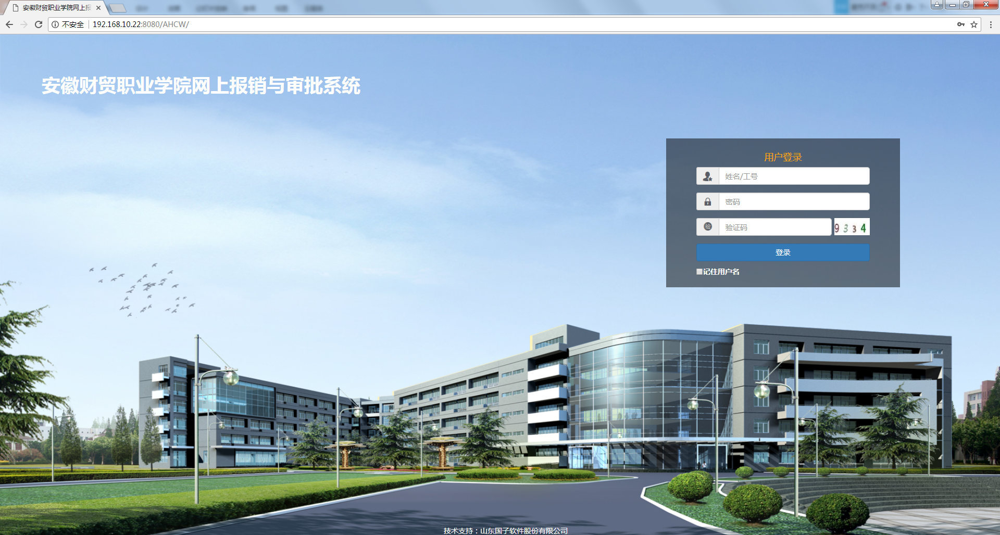 安徽财贸职业学院网上报
不安全 192.168.10.22:8080/AHCW/
安徽财贸职业学院网上报销与审批系统
用户登录
姓名/工号
密码
验 验证码 9334
登录
记住用户名
技术支持：山东国子软件股份有限公司